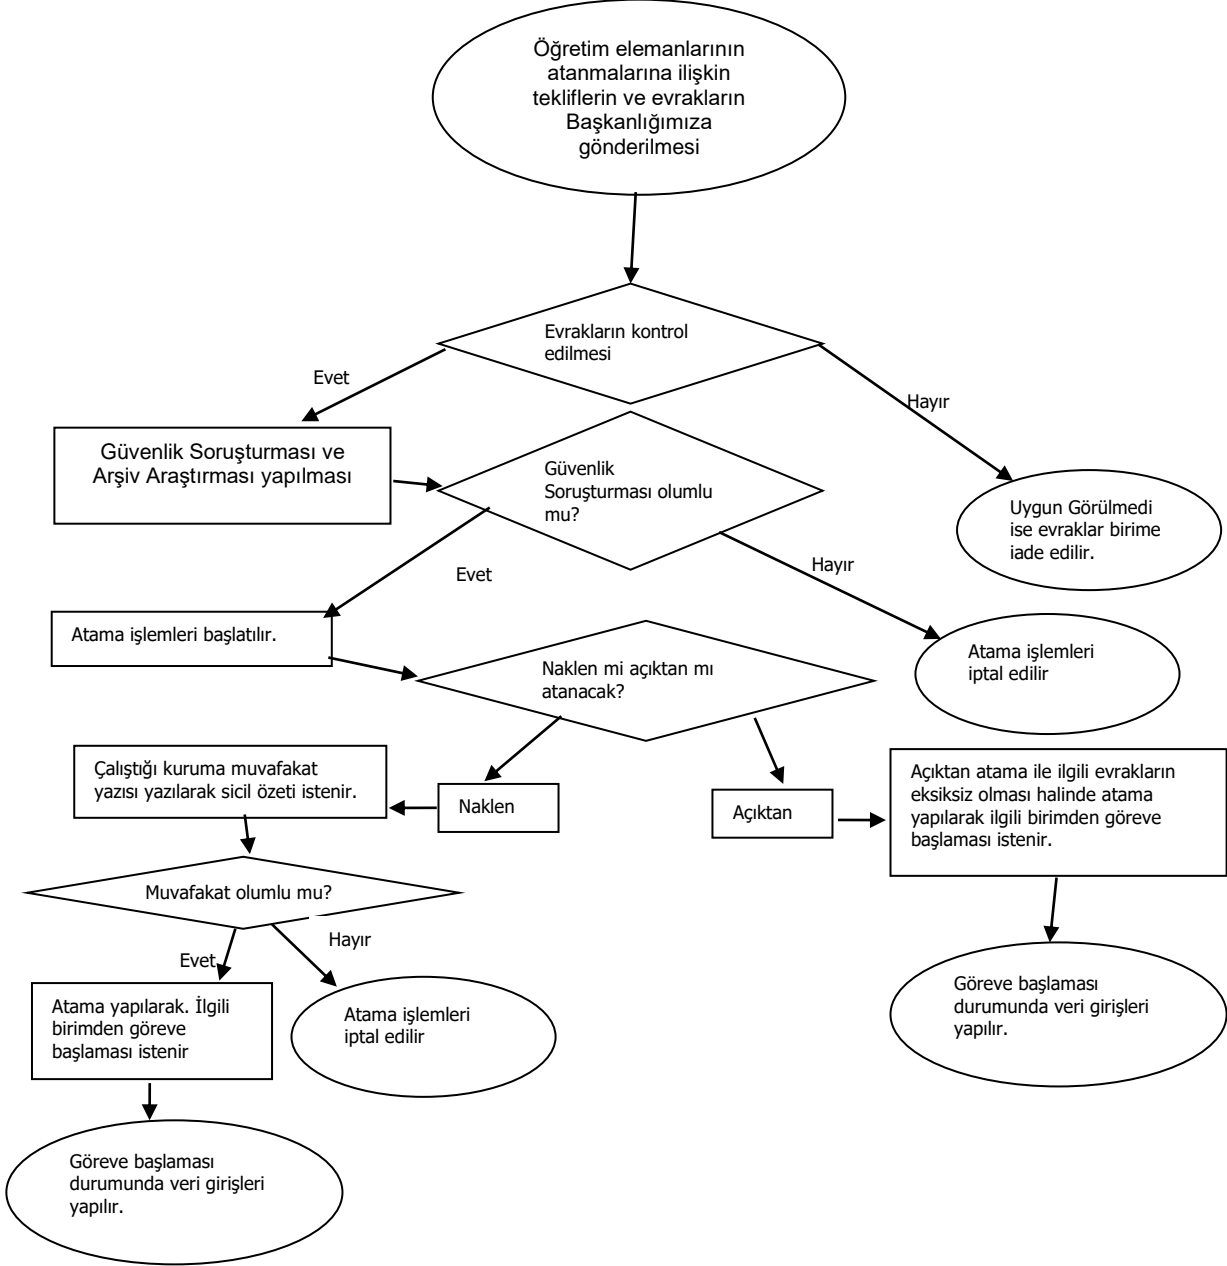 Öğretim elemanlarının
atanmalarına ilişkin
tekliflerin ve evrakların
Başkanlığımıza
gönderilmesi
Evrakların kontrol
edilmesi
Evet
Hayır
Güvenlik Soruşturması ve
Arşiv Araştırması yapılması
Güvenlik
Soruşturması olumlu
mu?
Uygun Görülmedi
ise evraklar birime
iade edilir.
Evet
Hayır
Atama işlemleri başlatılır.
Atama işlemleri
iptal edilir
Naklen mi açıktan mı
atanacak?
Çalıştığı kuruma muvafakat
yazısı yazılarak sicil özeti istenir.
Naklen
Açıktan
Açıktan atama ile ilgili evrakların
eksiksiz olması halinde atama
yapılarak ilgili birimden göreve
başlaması istenir.
Muvafakat olumlu mu?
Evet
Hayır
Atama yapılarak. İlgili
birimden göreve
başlaması istenir
Atama işlemleri
iptal edilir
Göreve başlaması
durumunda veri girişleri
yapılır.
Göreve başlaması
durumunda veri girişleri
yapılır.